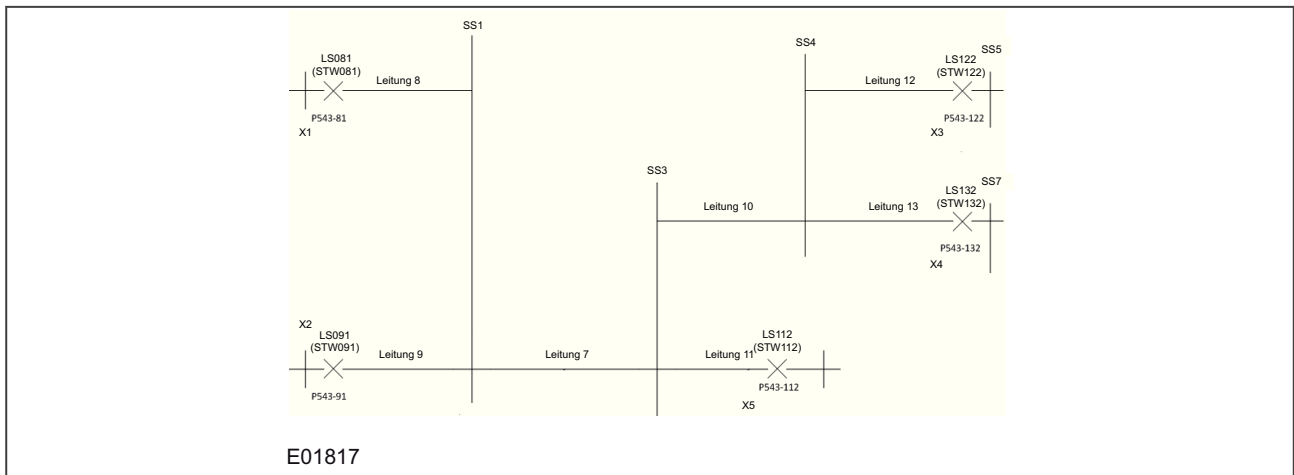 SS1
LS081
(STW081)
Leitung 8
P543-81
X1
SS4
SS5
LS122
(STW122)
Leitung 12
P543-122
X3
SS3
SS7
LS132
(STW132)
Leitung 10
Leitung 13
P543-132
X4
X2
LS091
(STW091)
Leitung 9
Leitung 7
P543-91
LS112
(STW112)
Leitung 11
P543-112
X5
E01817